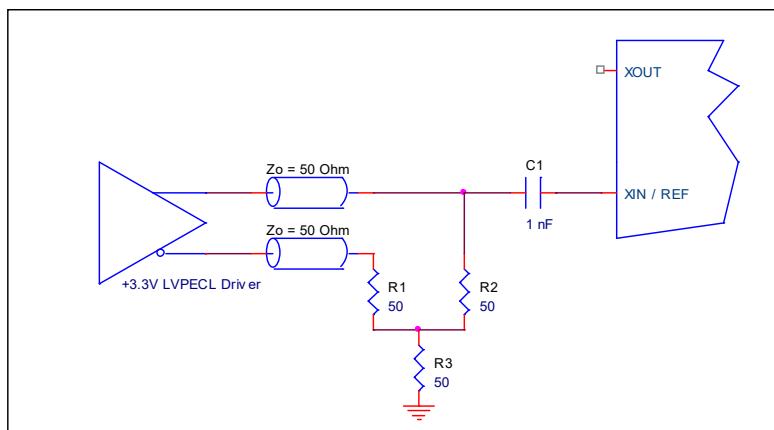 XOUT
Zo = 50 Ohm
C1
XIN / REF
1 nF
Zo = 50 Ohm
+3.3V LVPECL Driver
R1
50
R2
50
R3
50